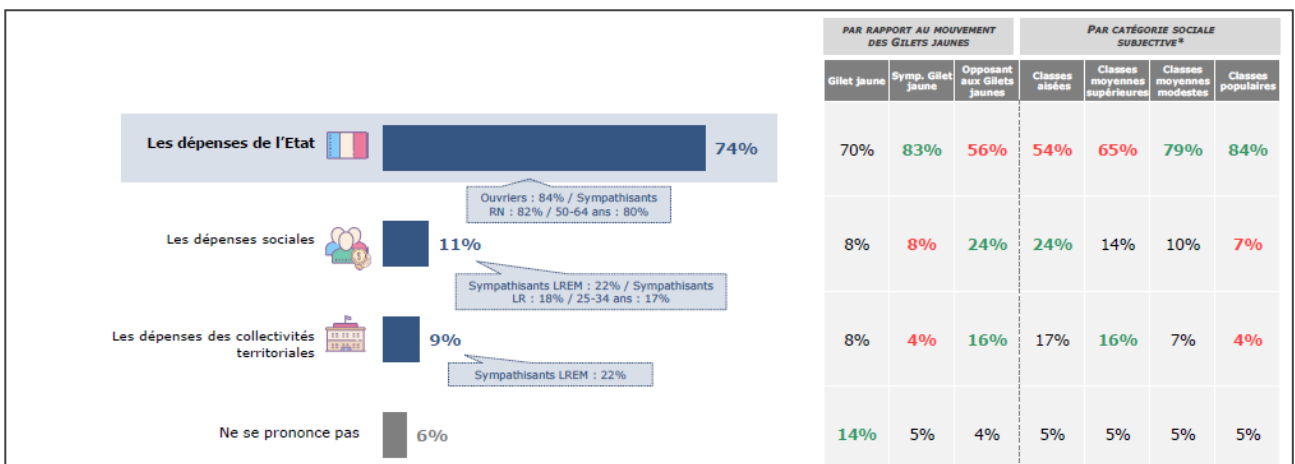 PAR RAPPORT AU MOUVEMENT
DES GILETS JAUNES
PAR CATÉGORIE SOCIALE
SUBJECTIVE*
Gilet jaune
Symp. Gilet
jaune
Opposant
aux Gilets
jaunes
Classes
aisées
Classes
moyennes
supérieures
Classes
moyennes
modestes
Classes
populaires
Les dépenses de l'Etat
74%
70%
83%
56%
54%
65%
79%
84%
Ouvriers : 84% / Sympathisants
RN : 82% / 50-64 ans : 80%
Les dépenses sociales
11%
8%
8%
24%
24%
14%
10%
7%
Sympathisants LREM : 22% / Sympathisants
LR : 18% / 25-34 ans : 17%
Les dépenses des collectivités
territoriales
9%
8%
4%
16%
17%
16%
7%
4%
Sympathisants LREM : 22%
Ne se prononce pas
6%
14%
5%
4%
5%
5%
5%
5%